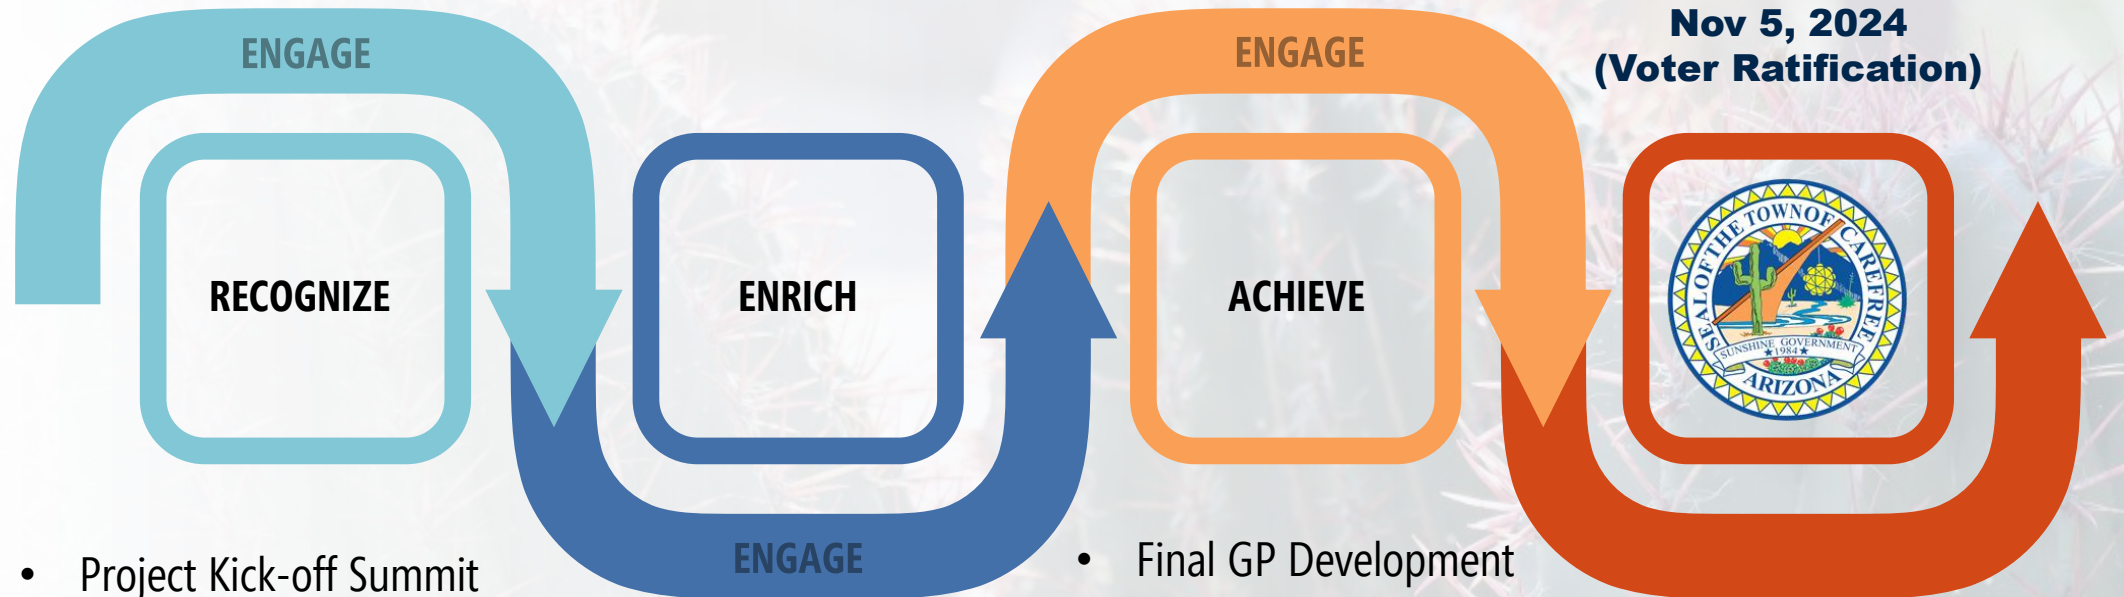 ENGAGE
ENGAGE
Nov 5, 2024
(Voter Ratification)
RECOGNIZE
ENRICH
ACHIEVE
SEAL OF THE TOWN OF CAREFREE
SUNSHINE GOVERNMENT
★1984★
ARIZONA
ENGAGE
• Project Kick-off Summit
• Final GP Development